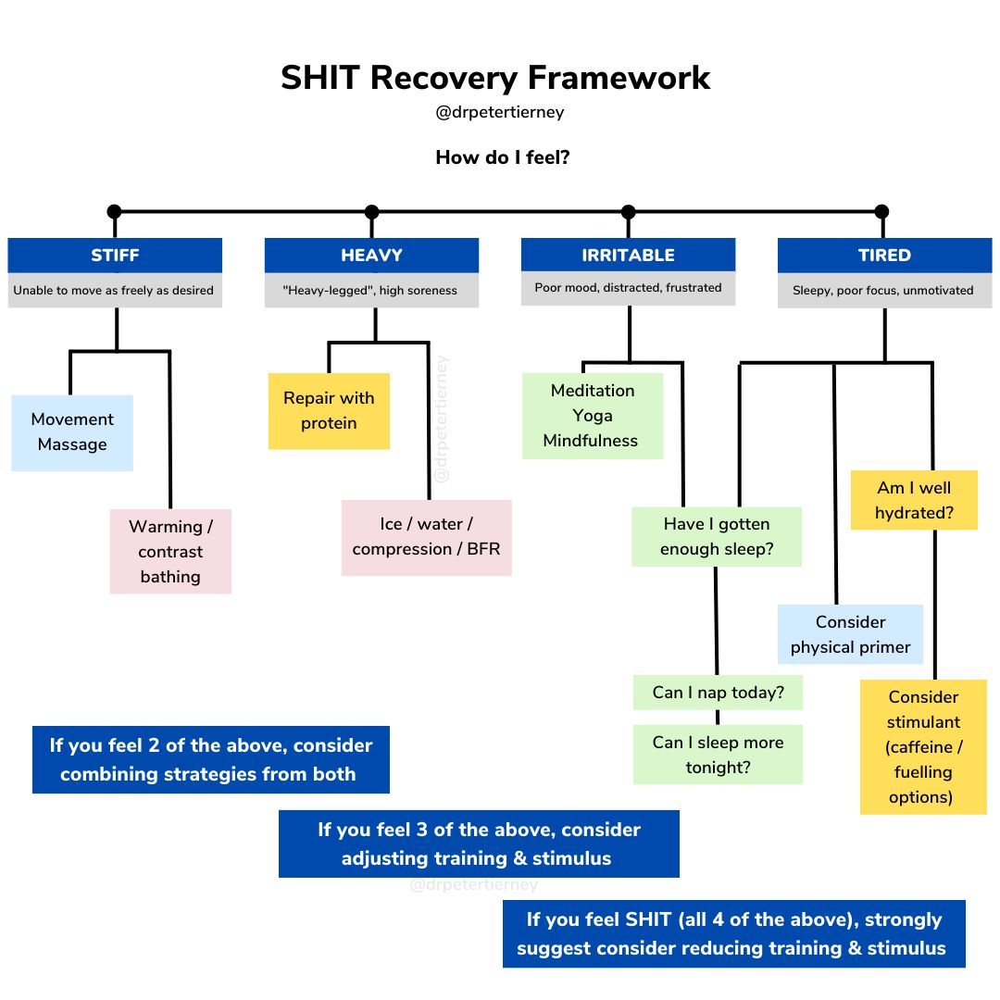 SHIT Recovery Framework
@drpetertierney
How do I feel?
STIFF
Unable to move as freely as desired
HEAVY
"Heavy-legged", high soreness
IRRITABLE
Poor mood, distracted, frustrated
TIRED
Sleepy, poor focus, unmotivated
Movement
Massage
Warming /
contrast
bathing
Repair with
protein
@drpetertierney
Ice / water /
compression / BFR
Meditation
Yoga
Mindfulness
Have I gotten
enough sleep?
Can I nap today?
Can I sleep more
tonight?
Am I well
hydrated?
Consider
physical primer
Consider
stimulant
(caffeine /
fuelling
options)
If you feel 2 of the above, consider
combining strategies from both
If you feel 3 of the above, consider
adjusting training & stimulus
@drpetertierney
If you feel SHIT (all 4 of the above), strongly
suggest consider reducing training & stimulus